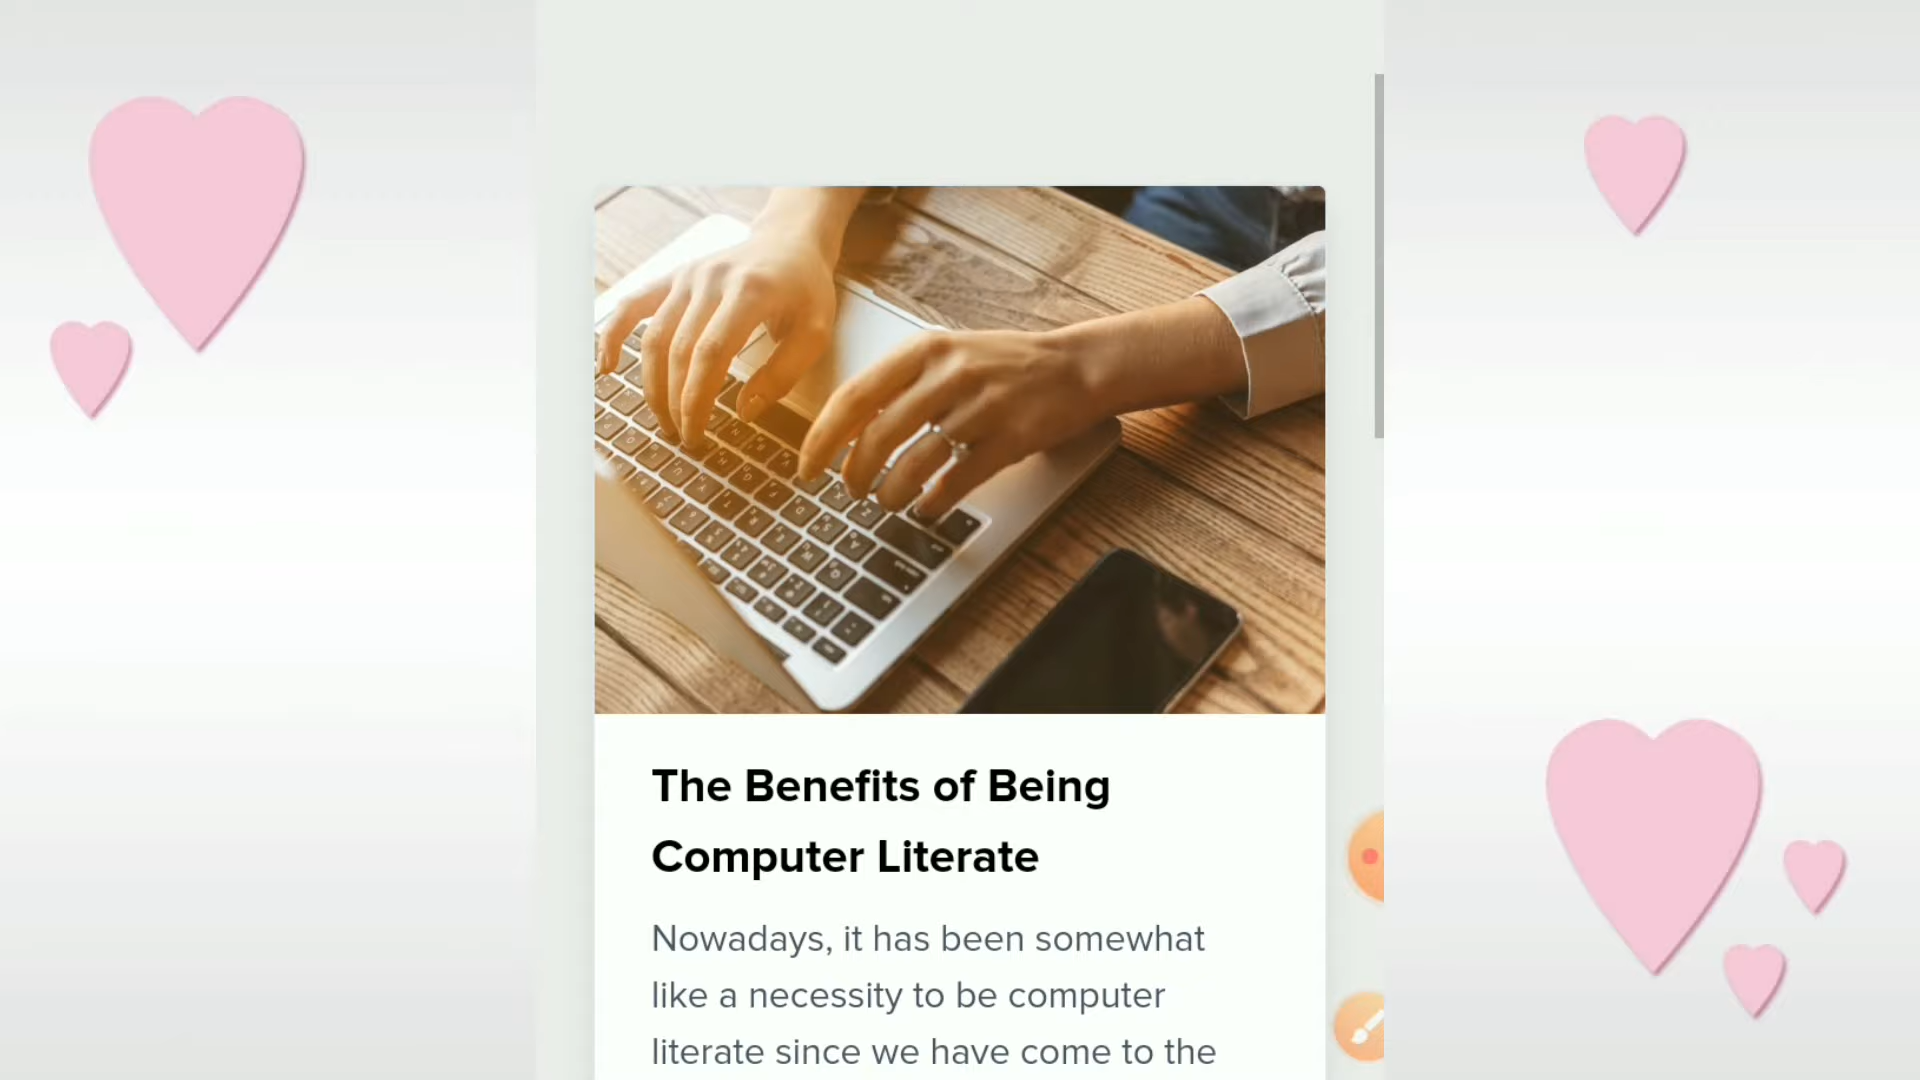 The Benefits of Being
Computer Literate
Nowadays, it has been somewhat
like a necessity to be computer
literate since we have come to the